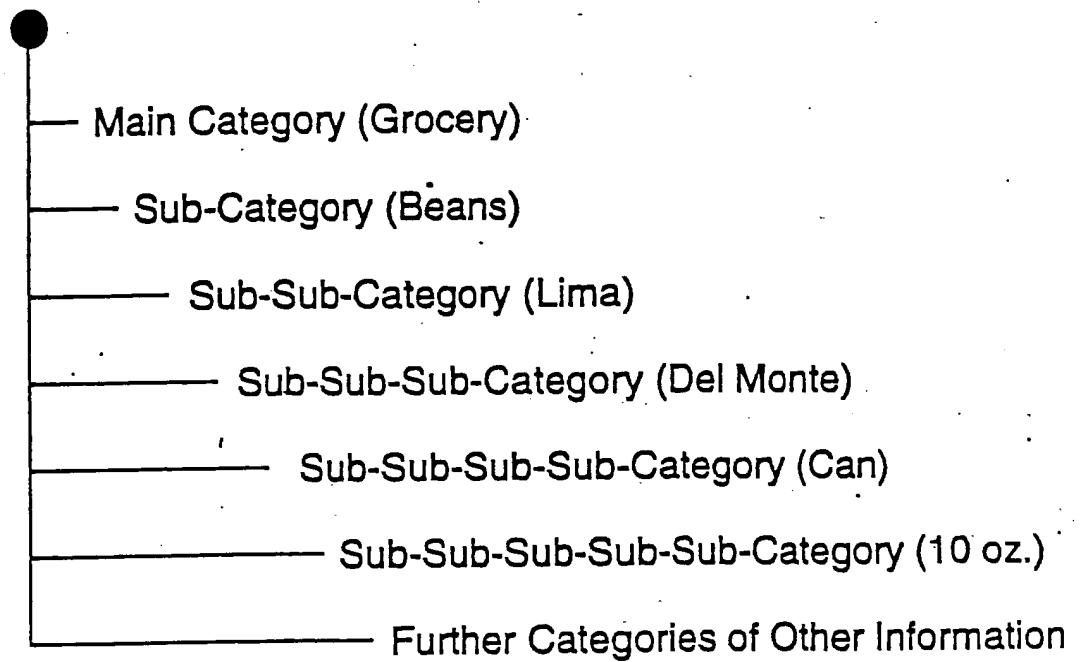 Main Category (Grocery)
Sub-Category (Beans)
Sub-Sub-Category (Lima)
Sub-Sub-Sub-Category (Del Monte)
Sub-Sub-Sub-Sub-Category (Can)
Sub-Sub-Sub-Sub-Sub-Category (10 oz.)
Further Categories of Other Information